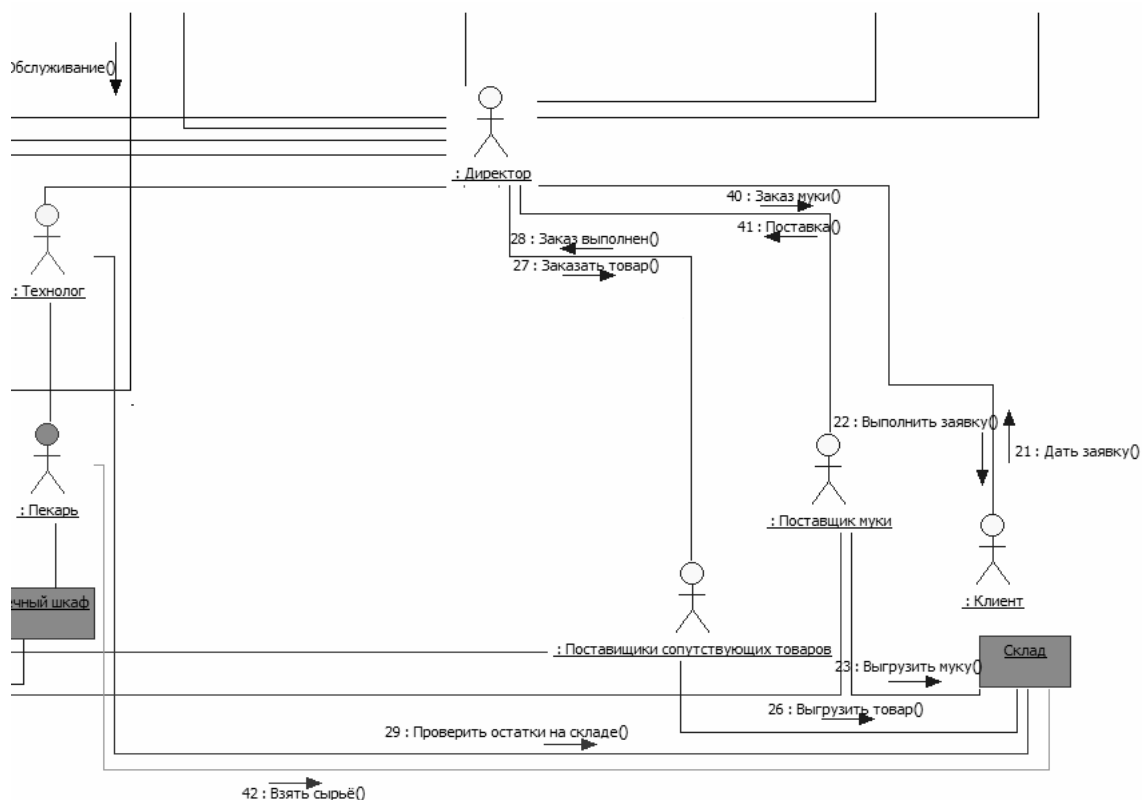 Обслуживание()
: Директор
40 : Заказ муки()
41 : Поставка()
28 : Заказ выполнен()
27 : Заказать товар()
: Технолог
22 : Выполнить заявку()
21 : Дать заявку()
: Пекарь
: Поставщик муки
ечный шкаф
: Клиент
: Поставищики сопутствующих товаров
Склад
23 : Выгрузить муку()
26 : Выгрузить товар()
29 : Проверить остатки на складе()
42 : Взять сырьё()